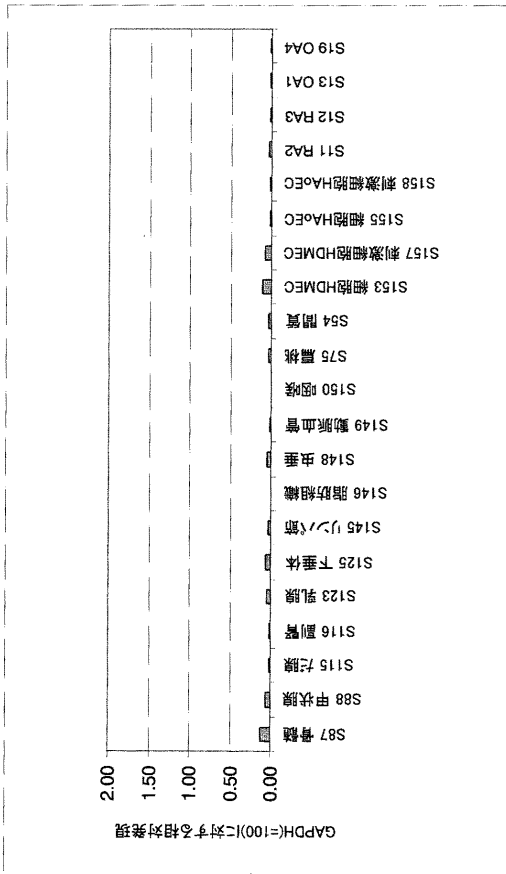 S19 OA4
S13 OA1
S12 RA3
S11 RA2
S158 刺激細胞HAoEC
S155 細胞HAoEC
S157 刺激細胞HDMEC
S153 細胞HDMEC
S54 間質
S75 扁桃
S150 咽喉
S149 動脈血管
S148 虫垂
S146 脂肪組織
S145 リンパ節
S125 下垂体
S123 乳腺
S116 副腎
S115 だ腺
S88 甲状腺
S87 骨髄
2.00
1.50
1.00
0.50
0.00
GAPDH(=100)に対する相対発現